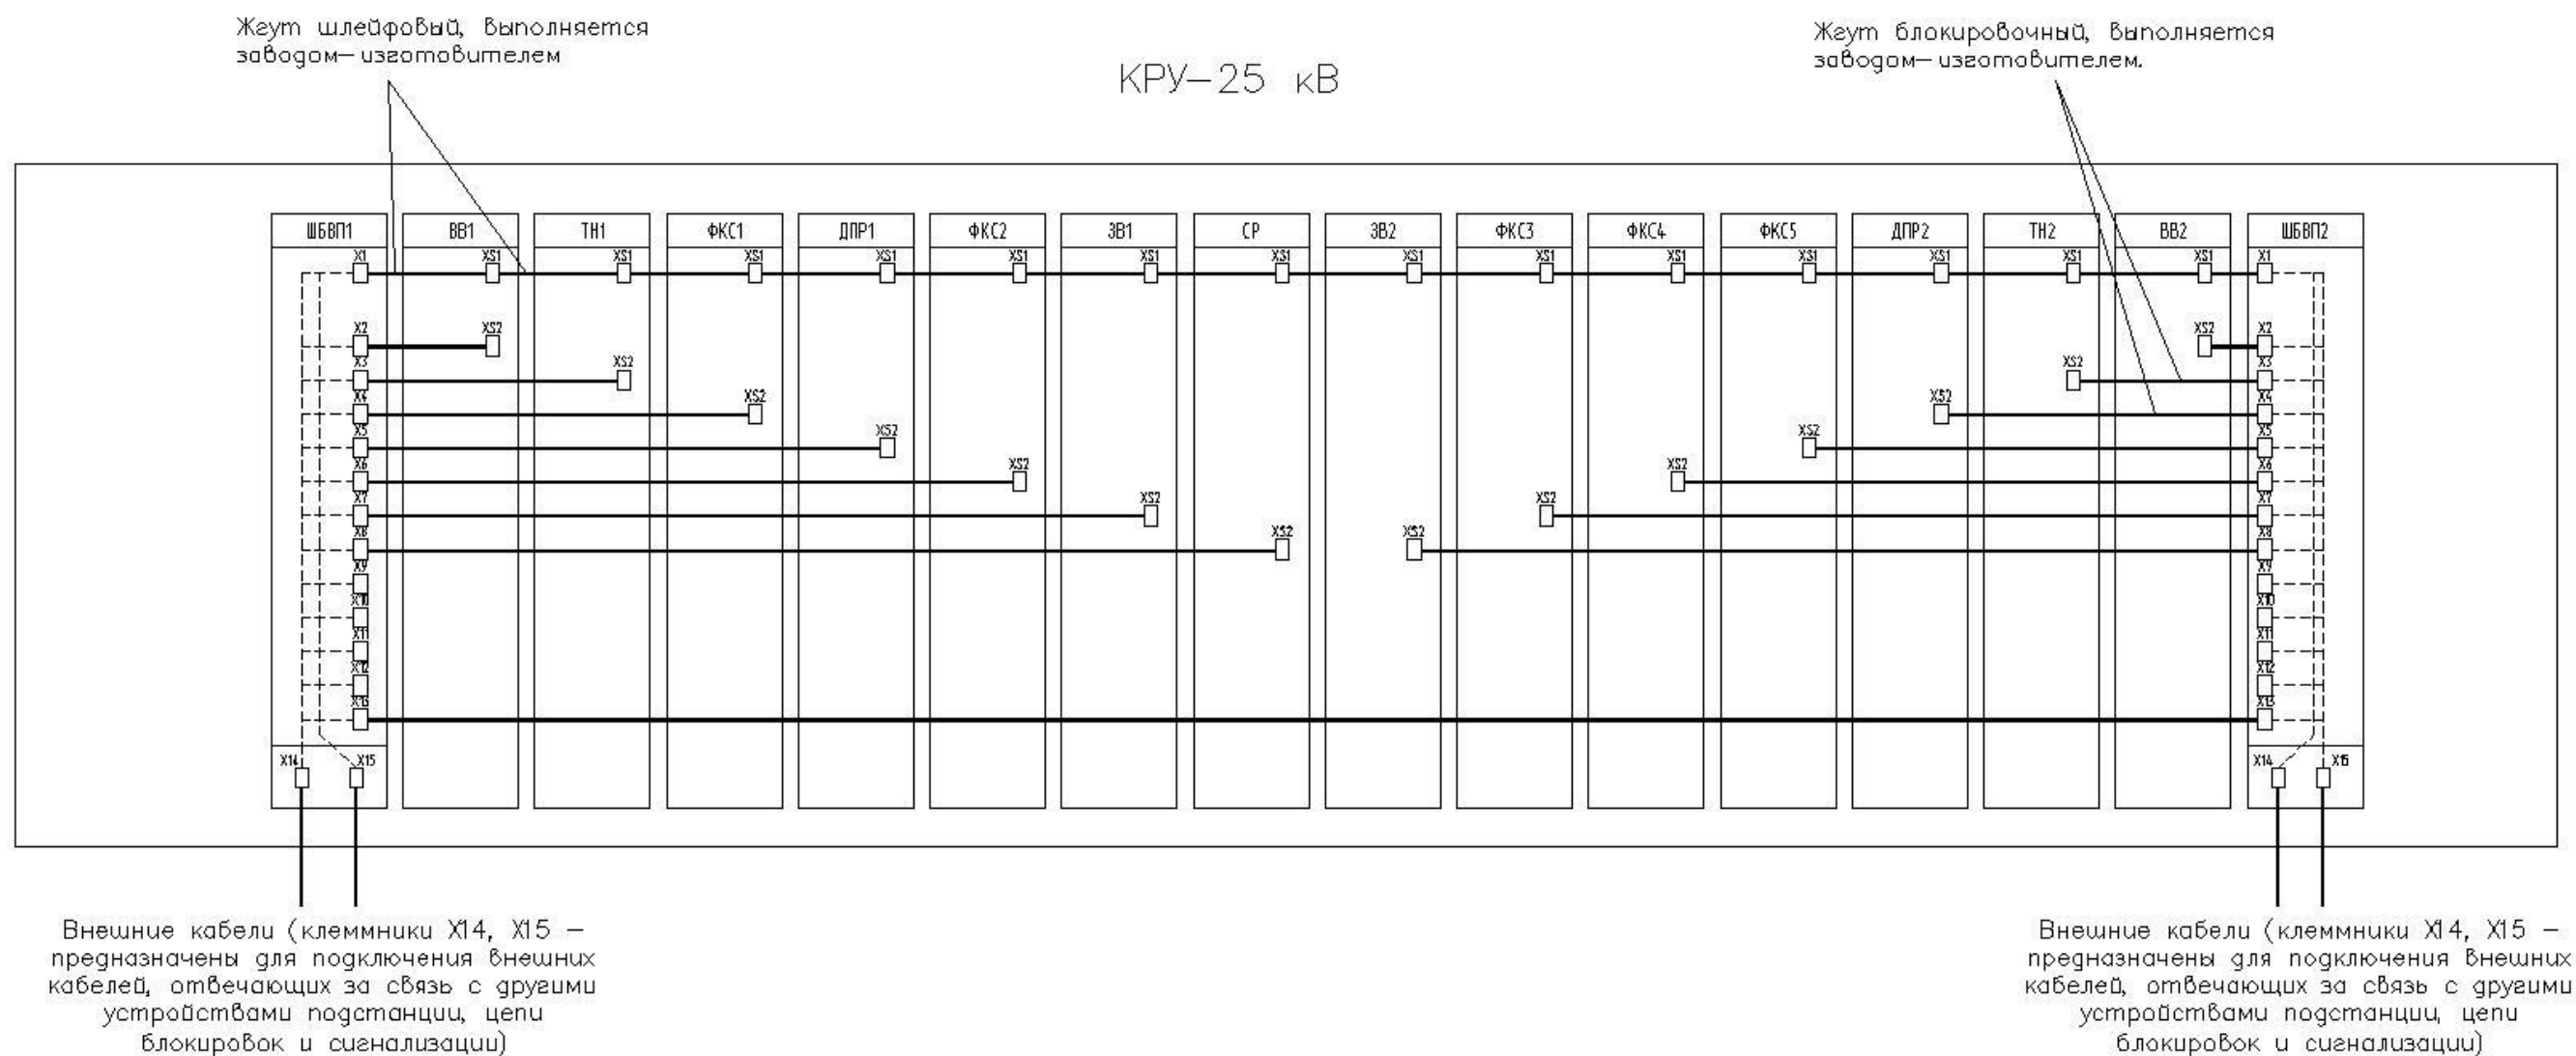 Жгут шлейфовый, выполняется
заводом-изготовителем
Жгут блокировочный, выполняется
заводом-изготовителем.
КРУ-25 кВ
ШБВП1 ВВ1 ТН1 ФКС1 ДПР1 ФКС2 ЗВ1 СР ЗВ2 ФКС3 ФКС4 ФКС5 ДПР2 ТН2 ВВ2 ШБВП2
X1 XS1 XS1 XS1 XS1 XS1 XS1 XS1 XS1 XS1 XS1 XS1 XS1 XS1 XS1 X1
X2 XS2 XS2 X2
X3 XS2 XS2 X3
X4 XS2 XS2 X4
X5 XS2 XS2 X5
X6 XS2 XS2 X6
X7 XS2 XS2 X7
X8 XS2 XS2 X8
X9 X9
X10 X10
X11 X11
X12 X12
X13 X13
X14 X15 X14 X15
Внешние кабели (клеммники X14, X15 –
предназначены для подключения внешних
кабелей, отвечающих за связь с другими
устройствами подстанции, цепи
блокировок и сигнализации)
Внешние кабели (клеммники X14, X15 –
предназначены для подключения внешних
кабелей, отвечающих за связь с другими
устройствами подстанции, цепи
блокировок и сигнализации)